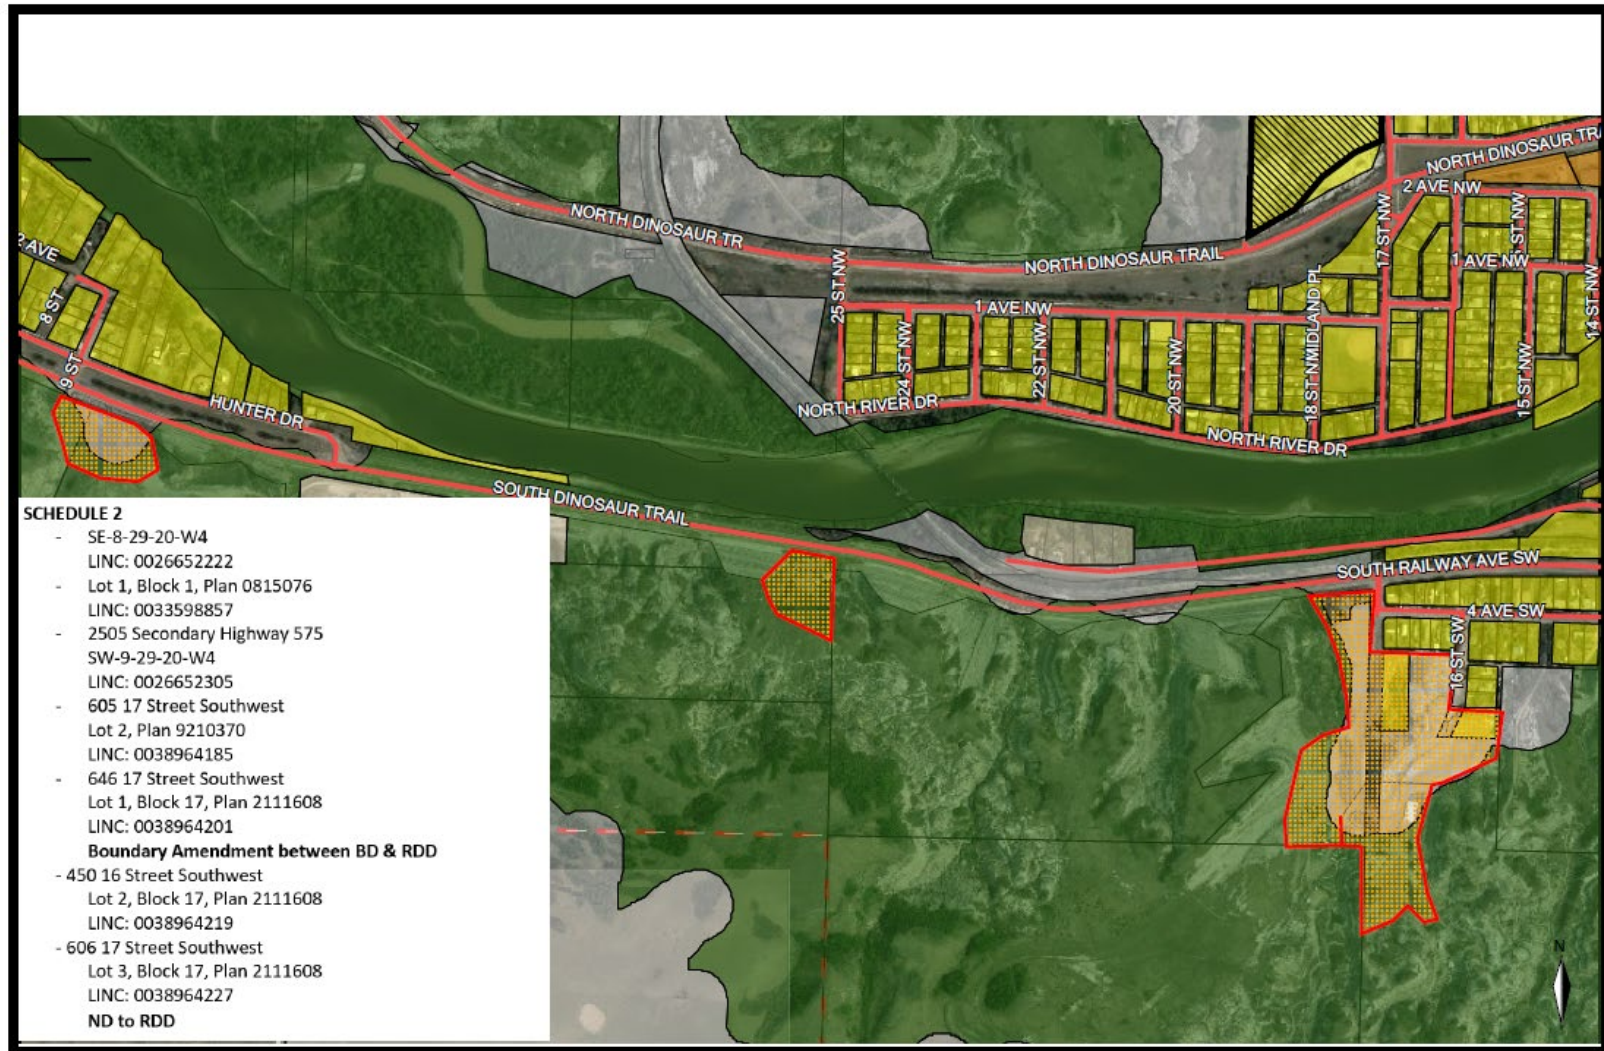 NORTH DINOSAUR TR
NORTH DINOSAUR TRAIL
NORTH DINOSAUR TRA
2 AVE NW
17 ST NW
ST NW
1 AVE NW
14 ST NW
25 ST NW
1 AVE NW
24 ST NW
22 ST NW
20 ST NW
18 ST N
MIDLAND PL
15 ST NW
NORTH RIVER DR
NORTH RIVER DR
2 AVE
8 ST
9 ST
HUNTER DR
SOUTH DINOSAUR TRAIL
SOUTH RAILWAY AVE SW
4 AVE SW
16 ST SW
SCHEDULE 2
- SE-8-29-20-W4
LINC: 0026652222
- Lot 1, Block 1, Plan 0815076
LINC: 0033598857
- 2505 Secondary Highway 575
SW-9-29-20-W4
LINC: 0026652305
- 605 17 Street Southwest
Lot 2, Plan 9210370
LINC: 0038964185
- 646 17 Street Southwest
Lot 1, Block 17, Plan 2111608
LINC: 0038964201
Boundary Amendment between BD & RDD
- 450 16 Street Southwest
Lot 2, Block 17, Plan 2111608
LINC: 0038964219
- 606 17 Street Southwest
Lot 3, Block 17, Plan 2111608
LINC: 0038964227
ND to RDD
N